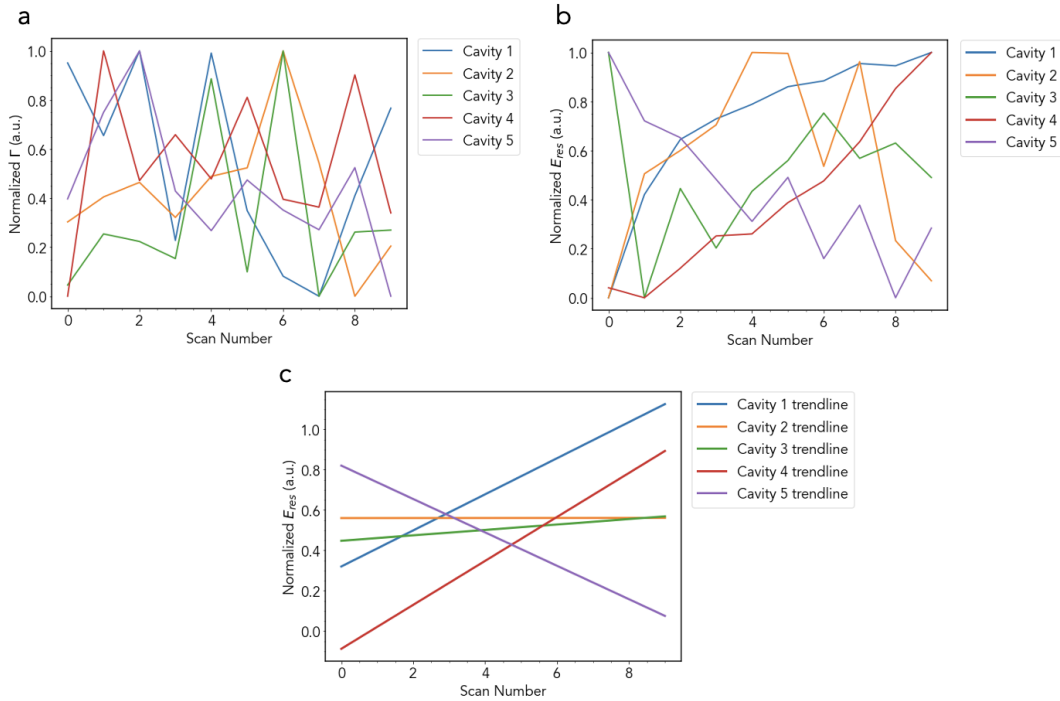 a
Normalized Γ (a.u.)
1.0
0.8
0.6
0.4
0.2
0.0
0 2 4 6 8
Scan Number
Cavity 1
Cavity 2
Cavity 3
Cavity 4
Cavity 5
b
Normalized E_res (a.u.)
1.0
0.8
0.6
0.4
0.2
0.0
0 2 4 6 8
Scan Number
Cavity 1
Cavity 2
Cavity 3
Cavity 4
Cavity 5
c
Normalized E_res (a.u.)
1.0
0.8
0.6
0.4
0.2
0.0
0 2 4 6 8
Scan Number
Cavity 1 trendline
Cavity 2 trendline
Cavity 3 trendline
Cavity 4 trendline
Cavity 5 trendline